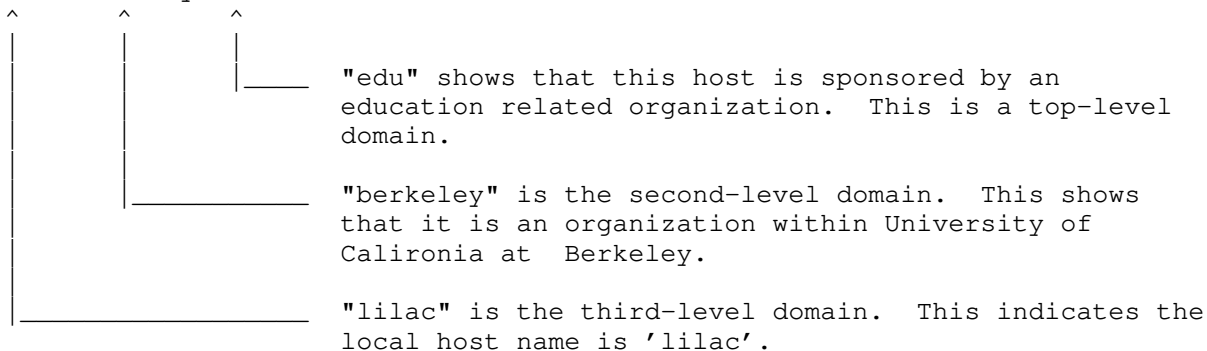 "edu" shows that this host is sponsored by an
education related organization.  This is a top-level
domain.
"berkeley" is the second-level domain.  This shows
that it is an organization within University of
Calironia at  Berkeley.
"lilac" is the third-level domain.  This indicates the
local host name is 'lilac'.